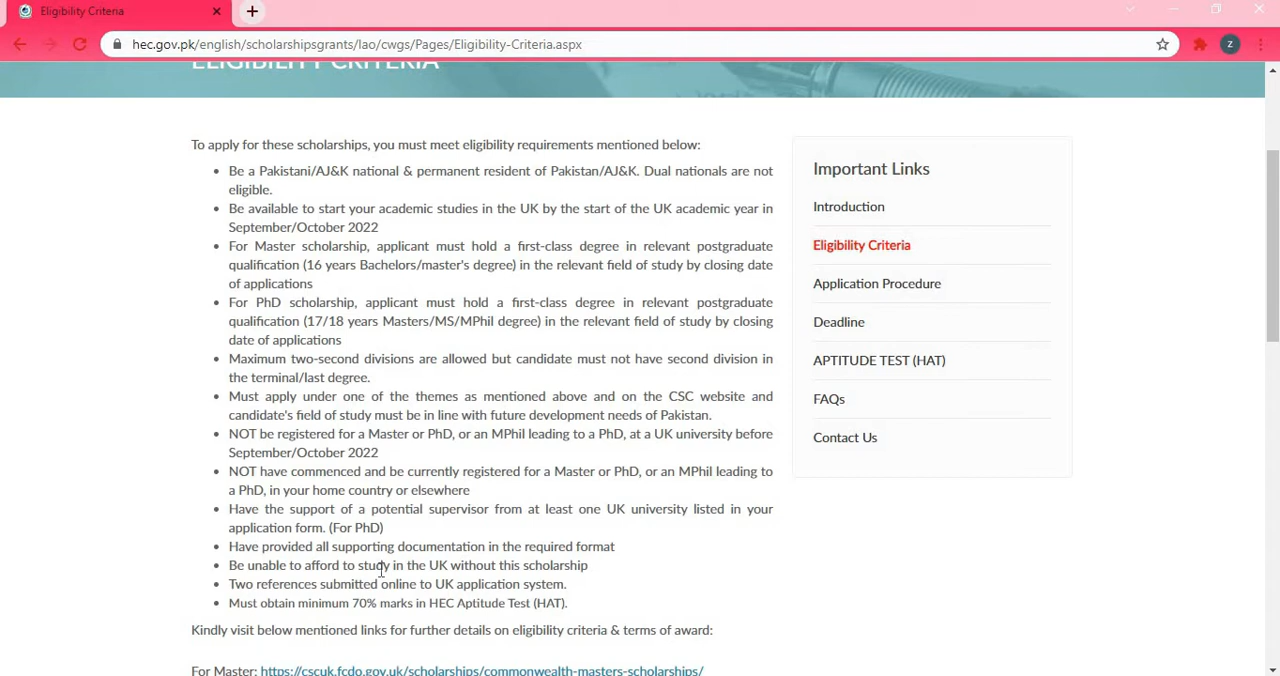 Eligibility Criteria
hec.gov.pk/english/scholarshipsgrants/lao/cwgs/Pages/Eligibility-Criteria.aspx
Z
ELIGIBILITY CRITERIA
To apply for these scholarships, you must meet eligibility requirements mentioned below:
Be a Pakistani/AJ&K national & permanent resident of Pakistan/AJ&K. Dual nationals are not
eligible.
Be available to start your academic studies in the UK by the start of the UK academic year in
September/October 2022
For Master scholarship, applicant must hold a first-class degree in relevant postgraduate
qualification (16 years Bachelors/master's degree) in the relevant field of study by closing date
of applications
For PhD scholarship, applicant must hold a first-class degree in relevant postgraduate
qualification (17/18 years Masters/MS/MPhil degree) in the relevant field of study by closing
date of applications
Maximum two-second divisions are allowed but candidate must not have second division in
the terminal/last degree.
Must apply under one of the themes as mentioned above and on the CSC website and
candidate's field of study must be in line with future development needs of Pakistan.
NOT be registered for a Master or PhD, or an MPhil leading to a PhD, at a UK university before
September/October 2022
NOT have commenced and be currently registered for a Master or PhD, or an MPhil leading to
a PhD, in your home country or elsewhere
Have the support of a potential supervisor from at least one UK university listed in your
application form. (For PhD)
Have provided all supporting documentation in the required format
Be unable to afford to study in the UK without this scholarship
Two references submitted online to UK application system.
Must obtain minimum 70% marks in HEC Aptitude Test (HAT).
Kindly visit below mentioned links for further details on eligibility criteria & terms of award:
For Master: https://cscuk.fcdo.gov.uk/scholarships/commonwealth-masters-scholarships/
Important Links
Introduction
Eligibility Criteria
Application Procedure
Deadline
APTITUDE TEST (HAT)
FAQs
Contact Us